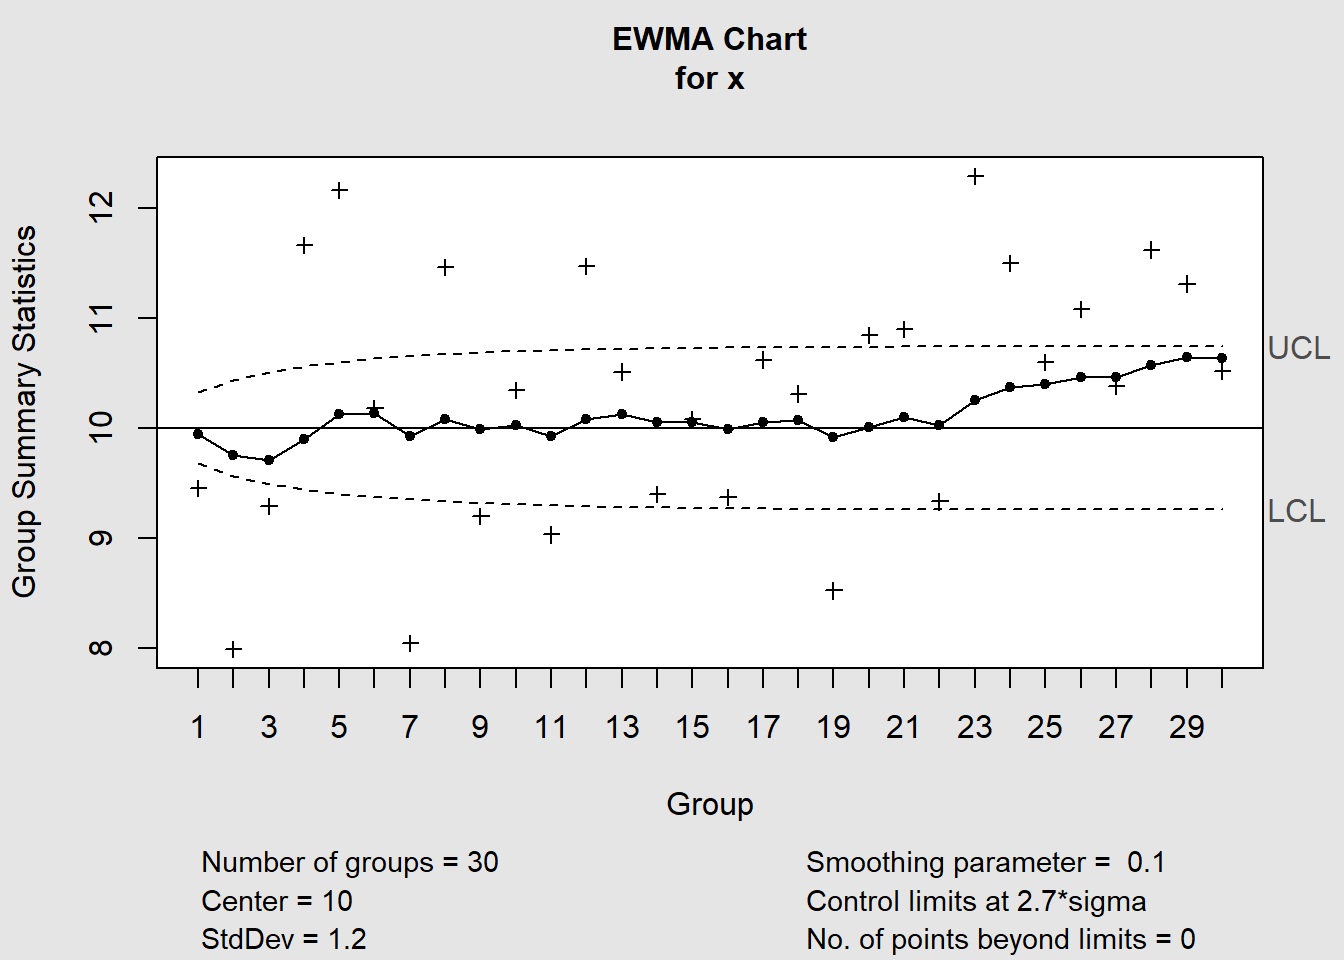 EWMA Chart
for x
Group Summary Statistics
12
11
10
9
8
UCL
LCL
1 3 5 7 9 11 13 15 17 19 21 23 25 27 29
Group
Number of groups = 30
Center = 10
StdDev = 1.2
Smoothing parameter =  0.1
Control limits at 2.7*sigma
No. of points beyond limits = 0